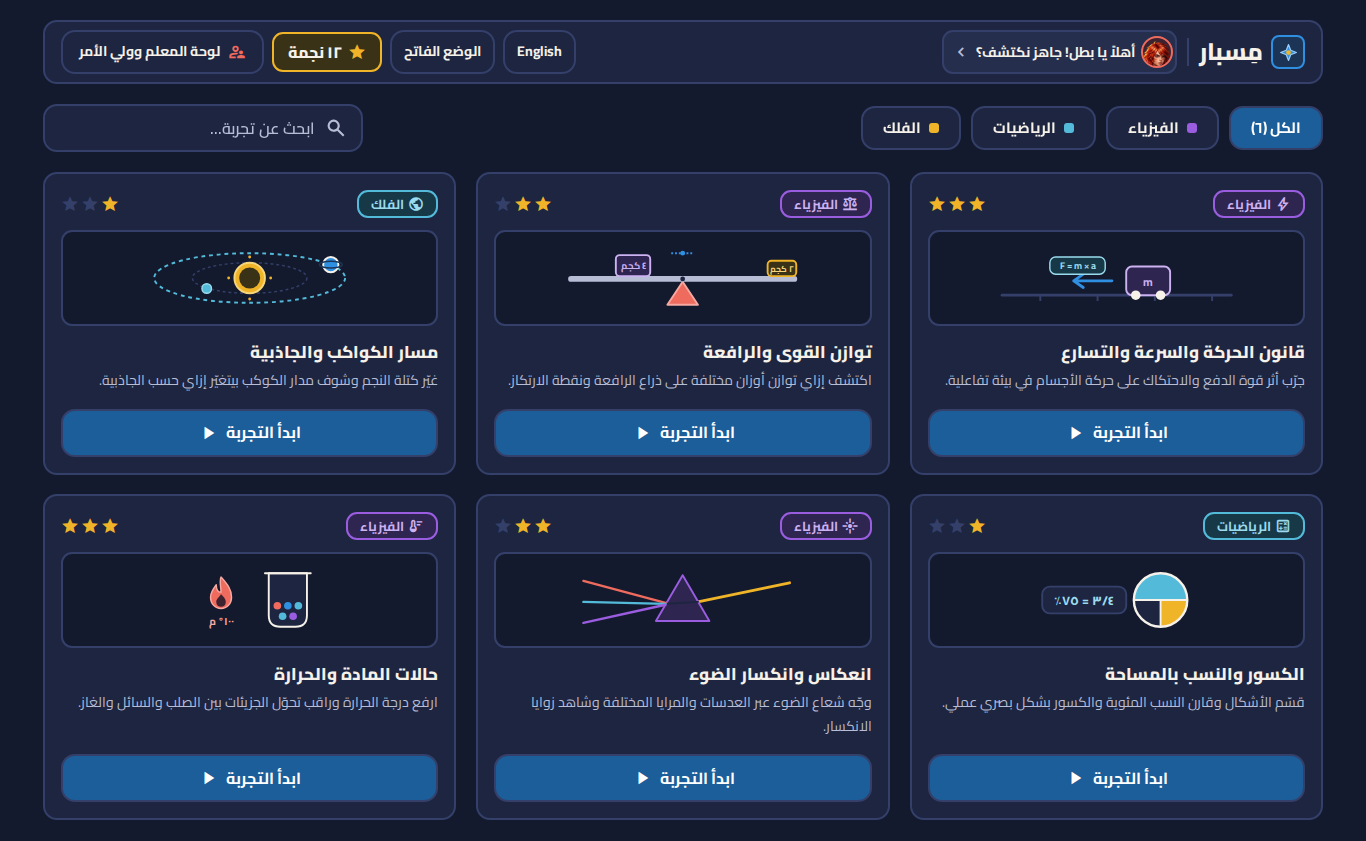 مِسبار
أهلاً يا بطل! جاهز نكتشف؟
English
الوضع الفاتح
١٢ نجمة
لوحة المعلم وولي الأمر
الكل (٦)
الفيزياء
الرياضيات
الفلك
ابحث عن تجربة...
الفيزياء
F = m × a
m
قانون الحركة والسرعة والتسارع
جرّب أثر قوة الدفع والاحتكاك على حركة الأجسام في بيئة تفاعلية.
ابدأ التجربة
الفيزياء
٤ كجم
٢ كجم
توازن القوى والرافعة
اكتشف إزاي توازن أوزان مختلفة على ذراع الرافعة ونقطة الارتكاز.
ابدأ التجربة
الفلك
مسار الكواكب والجاذبية
غيّر كتلة النجم وشوف مدار الكوكب بيتغيّر إزاي حسب الجاذبية.
ابدأ التجربة
الرياضيات
٣/٤ = ٧٥٪
الكسور والنسب بالمساحة
قسّم الأشكال وقارن النسب المئوية والكسور بشكل بصري عملي.
ابدأ التجربة
الفيزياء
انعكاس وانكسار الضوء
وجّه شعاع الضوء عبر العدسات والمرايا المختلفة وشاهد زوايا
الانكسار.
ابدأ التجربة
الفيزياء
١٠٠° م
حالات المادة والحرارة
ارفع درجة الحرارة وراقب تحوّل الجزيئات بين الصلب والسائل والغاز.
ابدأ التجربة